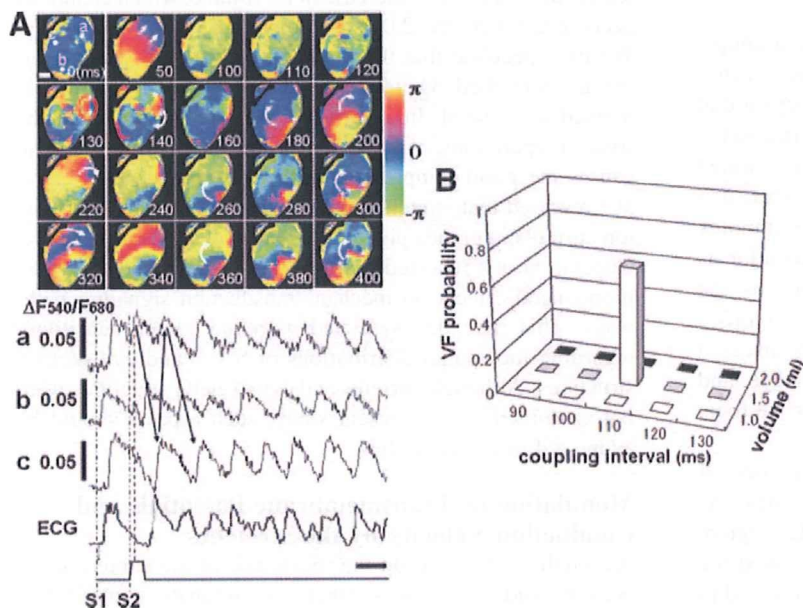 A
a
b
0(ms)
50
100
110
120
130
140
160
180
200
220
240
260
280
300
320
340
360
380
400
π
0
-π
ΔF540/F680
a 0.05
b 0.05
c 0.05
ECG
S1 S2
B
VF probability
1
0.8
0.6
0.4
0.2
0
90
100
110
120
130
coupling interval (ms)
2.0
1.5
1.0
volume (ml)